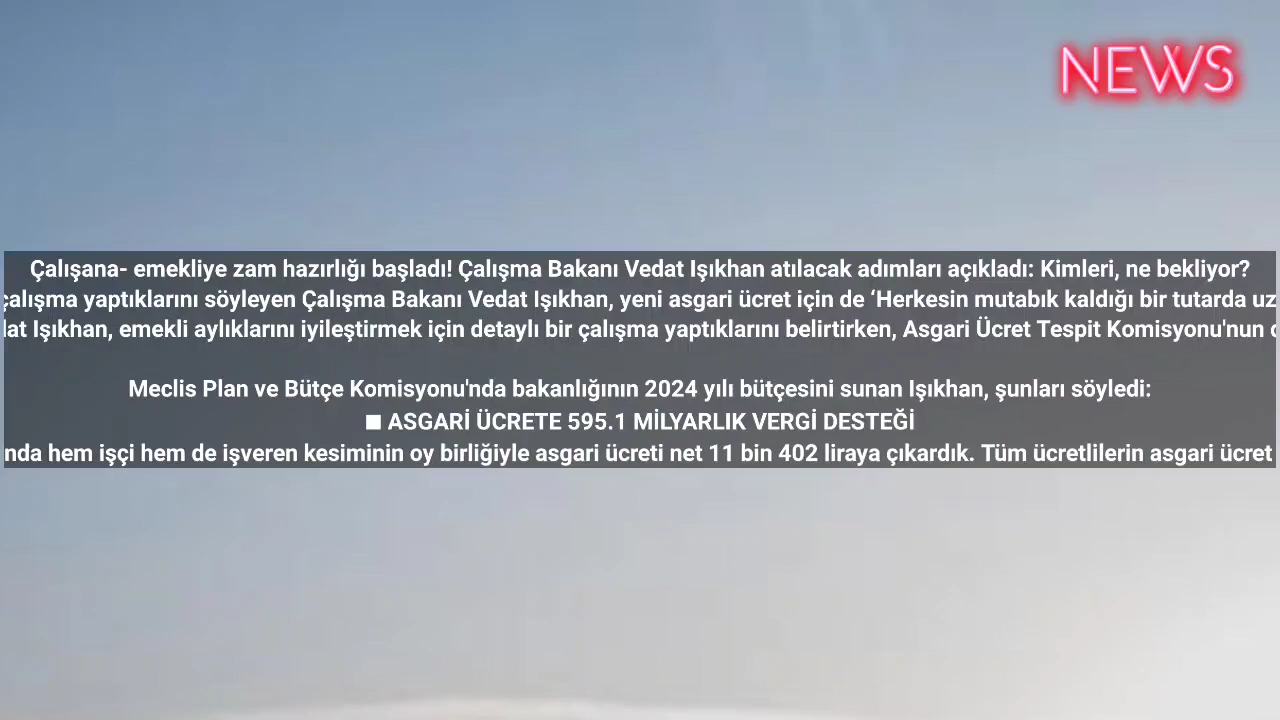 NEWS
Çalışana- emekliye zam hazırlığı başladı! Çalışma Bakanı Vedat Işıkhan atılacak adımları açıkladı: Kimleri, ne bekliyor?
çalışma yaptıklarını söyleyen Çalışma Bakanı Vedat Işıkhan, yeni asgari ücret için de ‘Herkesin mutabık kaldığı bir tutarda uz
dat Işıkhan, emekli aylıklarını iyileştirmek için detaylı bir çalışma yaptıklarını belirtirken, Asgari Ücret Tespit Komisyonu'nun
Meclis Plan ve Bütçe Komisyonu'nda bakanlığının 2024 yılı bütçesini sunan Işıkhan, şunları söyledi:
■ ASGARİ ÜCRETE 595.1 MİLYARLIK VERGİ DESTEĞİ
nda hem işçi hem de işveren kesiminin oy birliğiyle asgari ücreti net 11 bin 402 liraya çıkardık. Tüm ücretlilerin asgari ücret